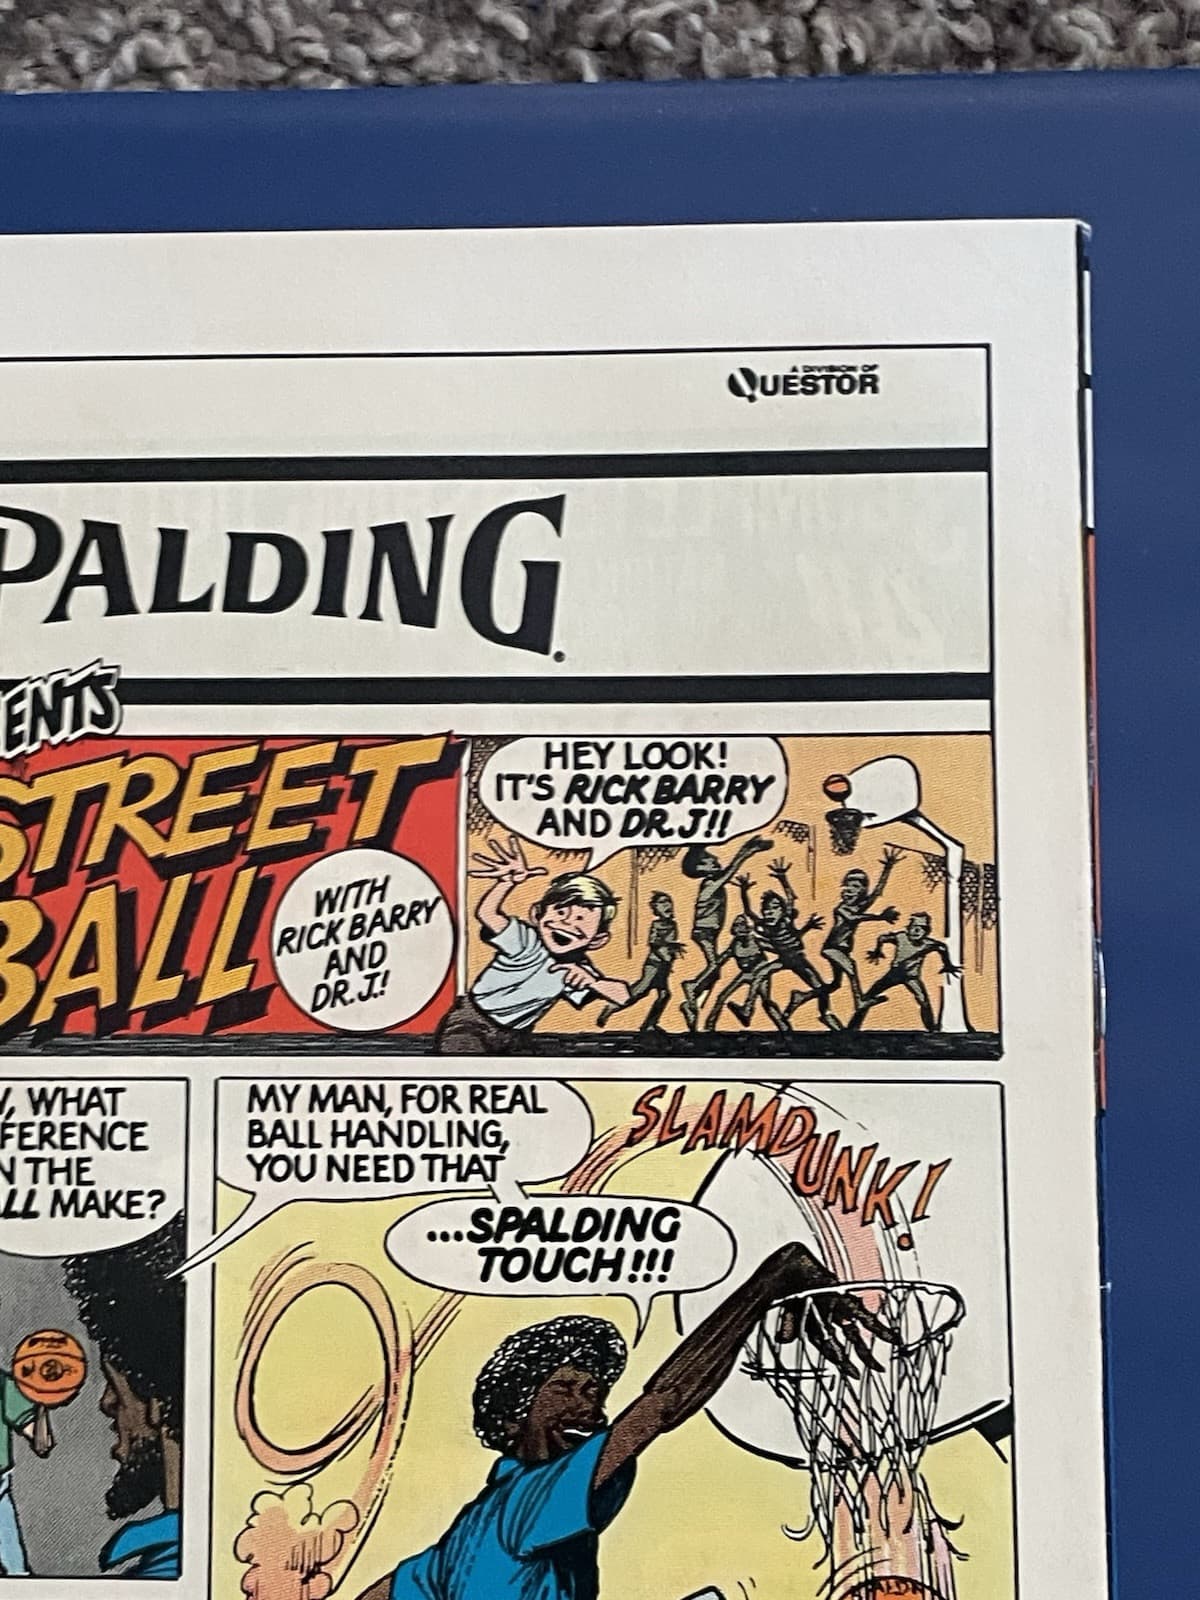 A DIVISION OF
QUESTOR
PALDING.
ENTS
STREET
BALL
WITH
RICK BARRY
AND
DR. J.!
HEY LOOK!
IT'S RICK BARRY
AND DR. J!!
, WHAT
FERENCE
N THE
LL MAKE?
MY MAN, FOR REAL
BALL HANDLING,
YOU NEED THAT
...SPALDING
TOUCH!!!
SLAMDUNK!